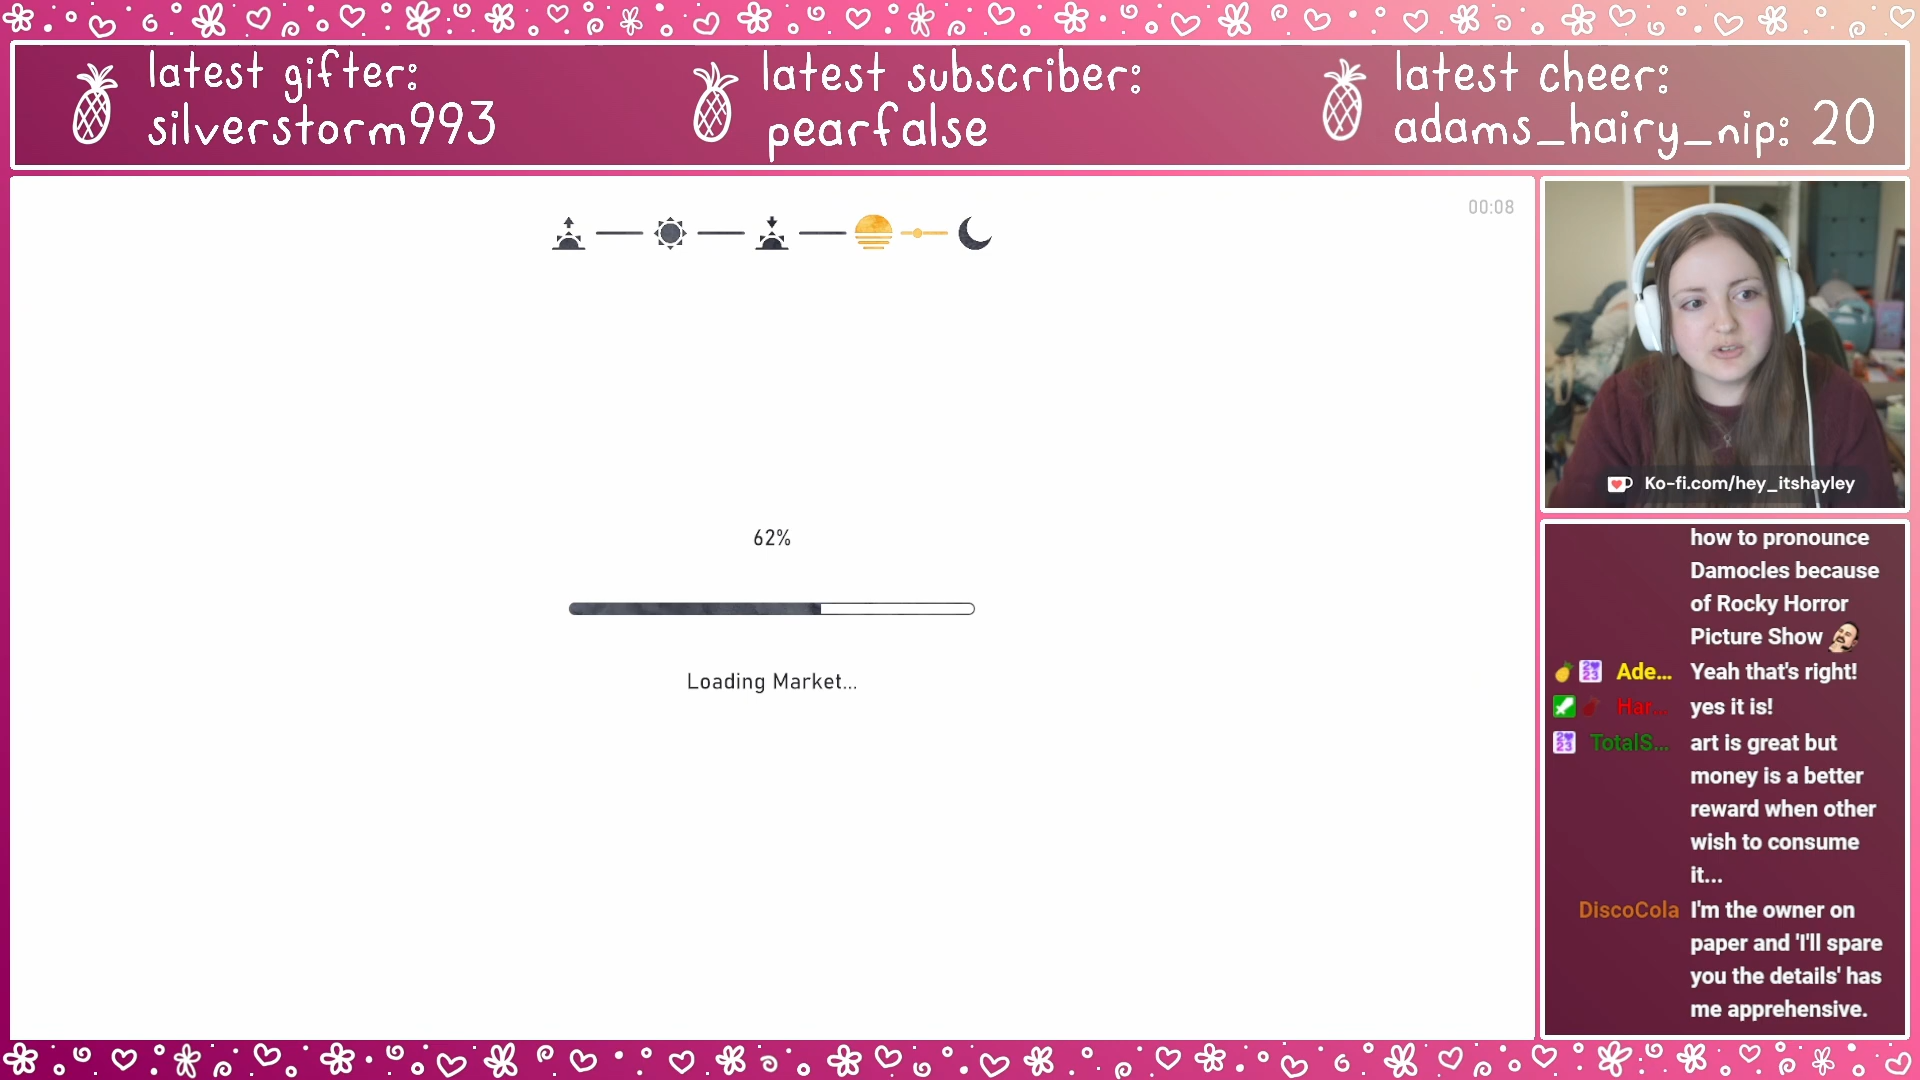 latest gifter:
silverstorm993
latest subscriber:
pearfalse
latest cheer:
adams_hairy_nip: 20
00:08
62%
Loading Market...
Ko-fi.com/hey_itshayley
how to pronounce
Damocles because
of Rocky Horror
Picture Show
Ade... Yeah that's right!
Har... yes it is!
TotalS... art is great but
money is a better
reward when other
wish to consume
it...
DiscoCola I'm the owner on
paper and 'I'll spare
you the details' has
me apprehensive.